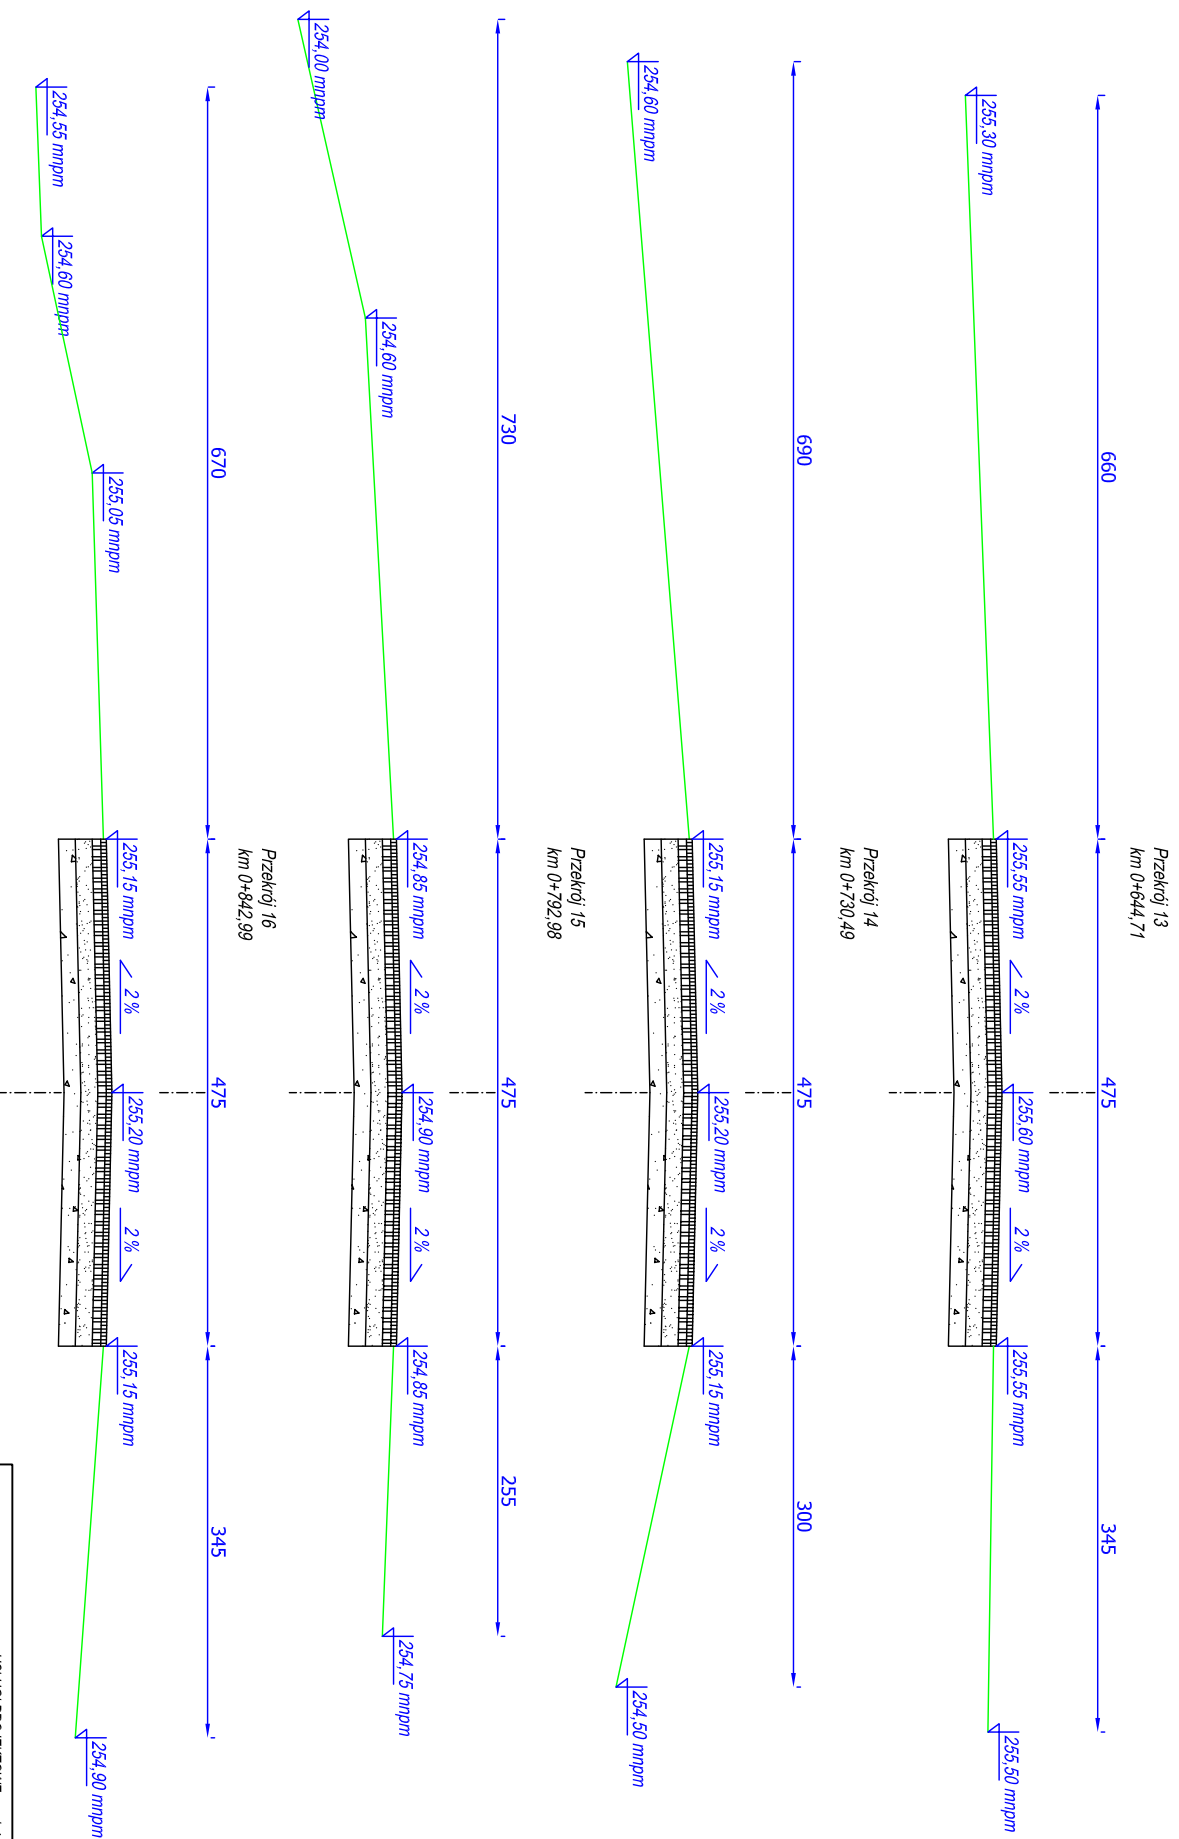 Przekrój 13
km 0+644,71
660
475
345
255,30 mnpm
255,55 mnpm
2 %
255,60 mnpm
2 %
255,55 mnpm
255,50 mnpm
Przekrój 14
km 0+730,49
690
475
300
254,60 mnpm
255,15 mnpm
2 %
255,20 mnpm
2 %
255,15 mnpm
254,50 mnpm
Przekrój 15
km 0+792,98
730
475
255
254,00 mnpm
254,60 mnpm
254,85 mnpm
2 %
254,90 mnpm
2 %
254,85 mnpm
254,75 mnpm
Przekrój 16
km 0+842,99
670
475
345
254,55 mnpm
254,60 mnpm
255,05 mnpm
255,15 mnpm
2 %
255,20 mnpm
2 %
255,15 mnpm
254,90 mnpm